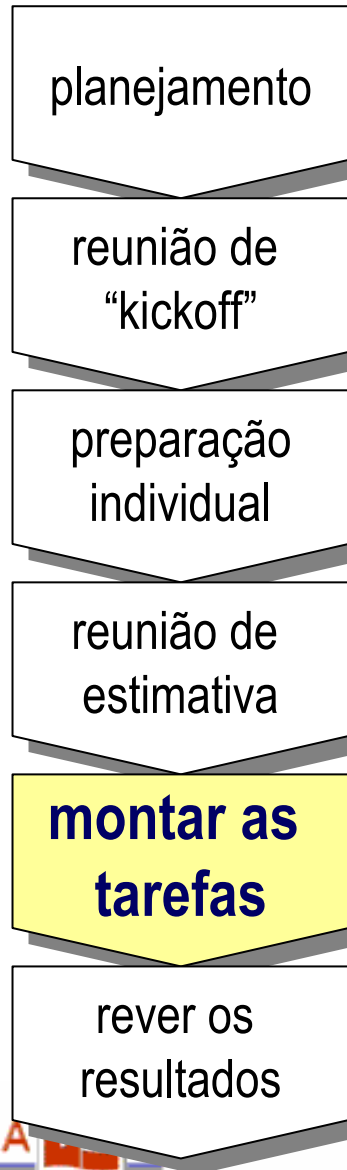 planejamento
reunião de
“kickoff”
preparação
individual
reunião de
estimativa
montar as
tarefas
rever os
resultados
A